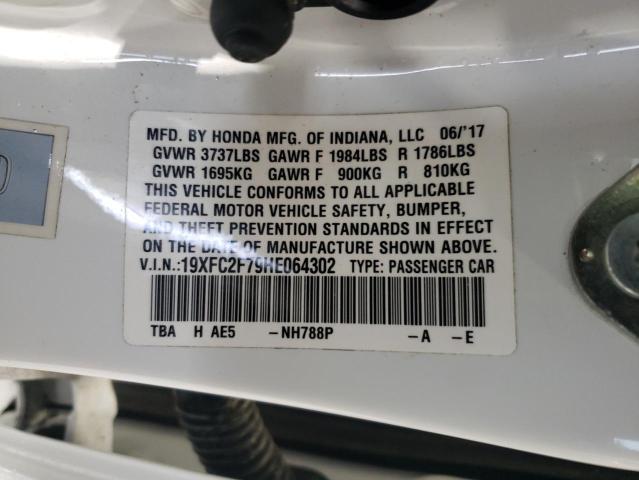 MFD. BY HONDA MFG. OF INDIANA, LLC 06/'17
GVWR 3737LBS GAWR F 1984LBS R 1786LBS
GVWR 1695KG GAWR F 900KG R 810KG
THIS VEHICLE CONFORMS TO ALL APPLICABLE
FEDERAL MOTOR VEHICLE SAFETY, BUMPER,
AND THEFT PREVENTION STANDARDS IN EFFECT
ON THE DATE OF MANUFACTURE SHOWN ABOVE.
V.I.N.:19XFC2F79HE064302 TYPE: PASSENGER CAR
TBA H AE5 -NH788P -A -E